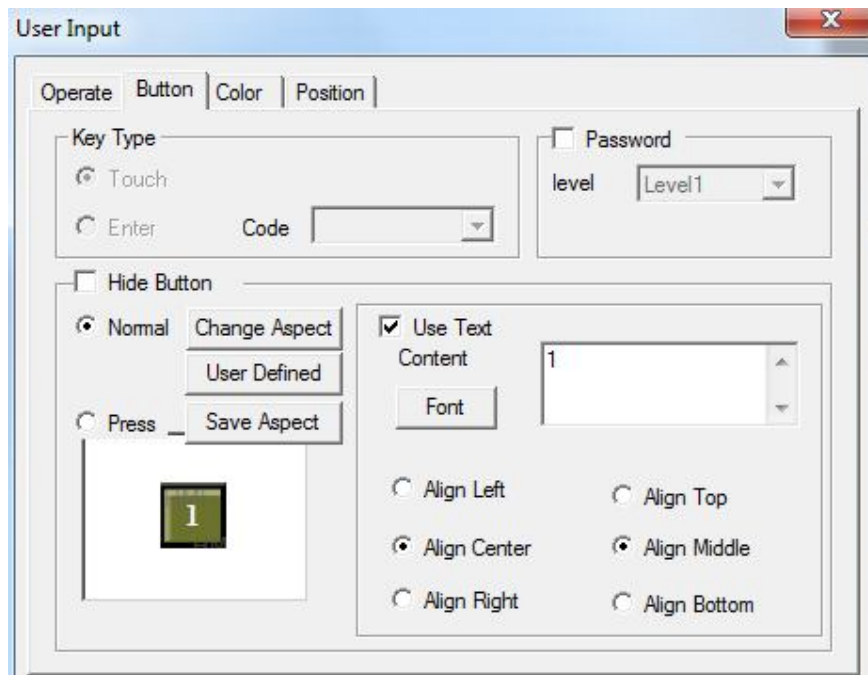 User Input
Operate Button Color Position
Key Type
Touch
Enter Code
Password
level Level1
Hide Button
Normal Change Aspect
User Defined
Press Save Aspect
1
Use Text
Content 1
Font
Align Left Align Top
Align Center Align Middle
Align Right Align Bottom